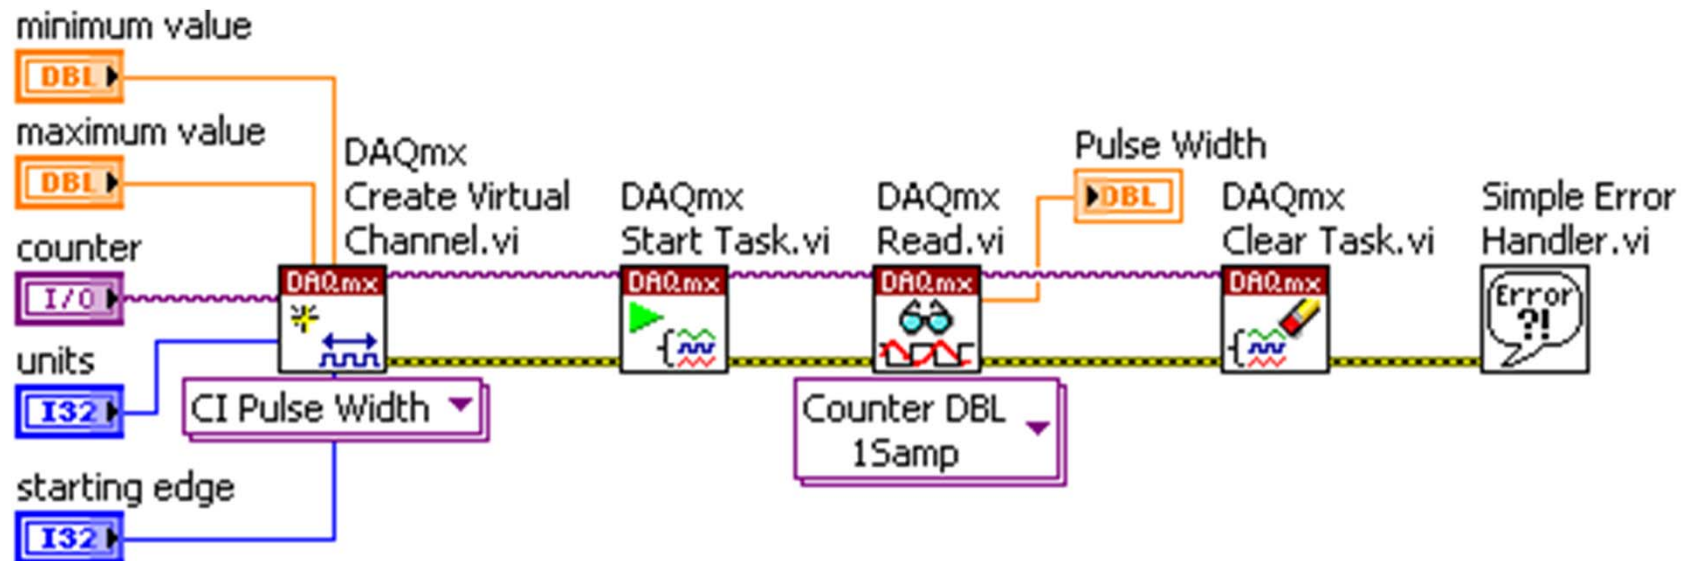 minimum value
DBL
maximum value
DBL
counter
I/O
units
I32
starting edge
I32
DAQmx
Create Virtual
Channel.vi
DAQmx
CI Pulse Width
DAQmx
Start Task.vi
DAQmx
DAQmx
Read.vi
DAQmx
Counter DBL
1Samp
Pulse Width
DBL
DAQmx
Clear Task.vi
DAQmx
Simple Error
Handler.vi
Error
?!